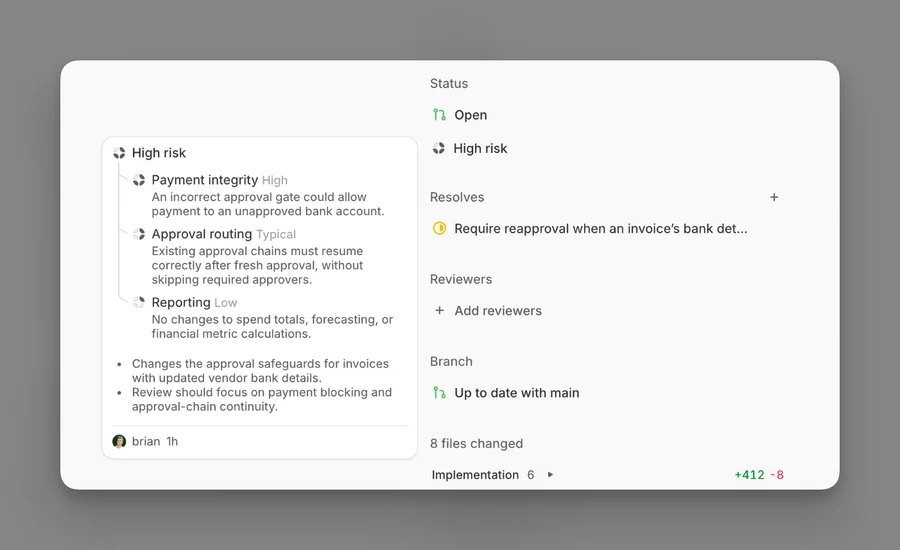 High risk
Payment integrity High
An incorrect approval gate could allow
payment to an unapproved bank account.
Approval routing Typical
Existing approval chains must resume
correctly after fresh approval, without
skipping required approvers.
Reporting Low
No changes to spend totals, forecasting, or
financial metric calculations.
• Changes the approval safeguards for invoices
with updated vendor bank details.
• Review should focus on payment blocking and
approval-chain continuity.
brian 1h
Status
Open
High risk
Resolves +
Require reapproval when an invoice’s bank det...
Reviewers
+ Add reviewers
Branch
Up to date with main
8 files changed
Implementation 6 +412 -8